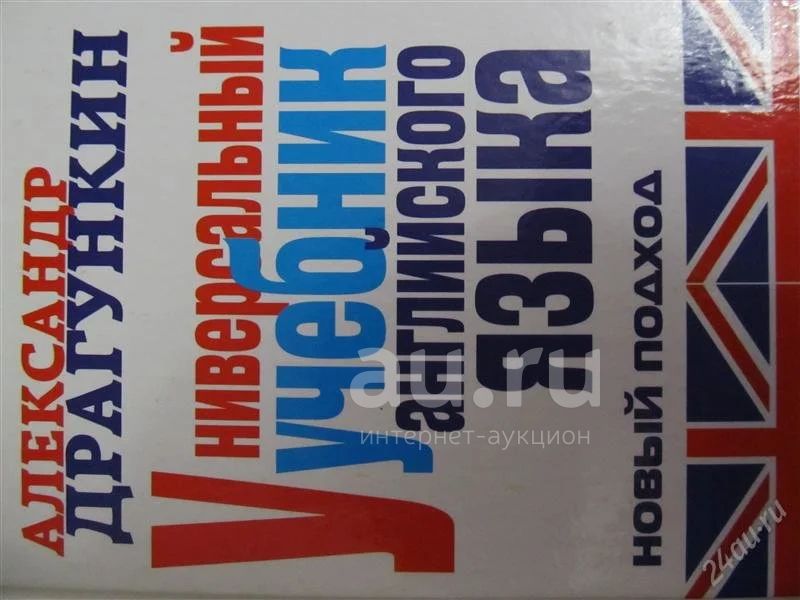 АЛЕКСАНДР
ДРАГУНКИН
Универсальный
учебник
английского
языка
НОВЫЙ ПОДХОД
au.ru
интернет-аукцион
24au.ru